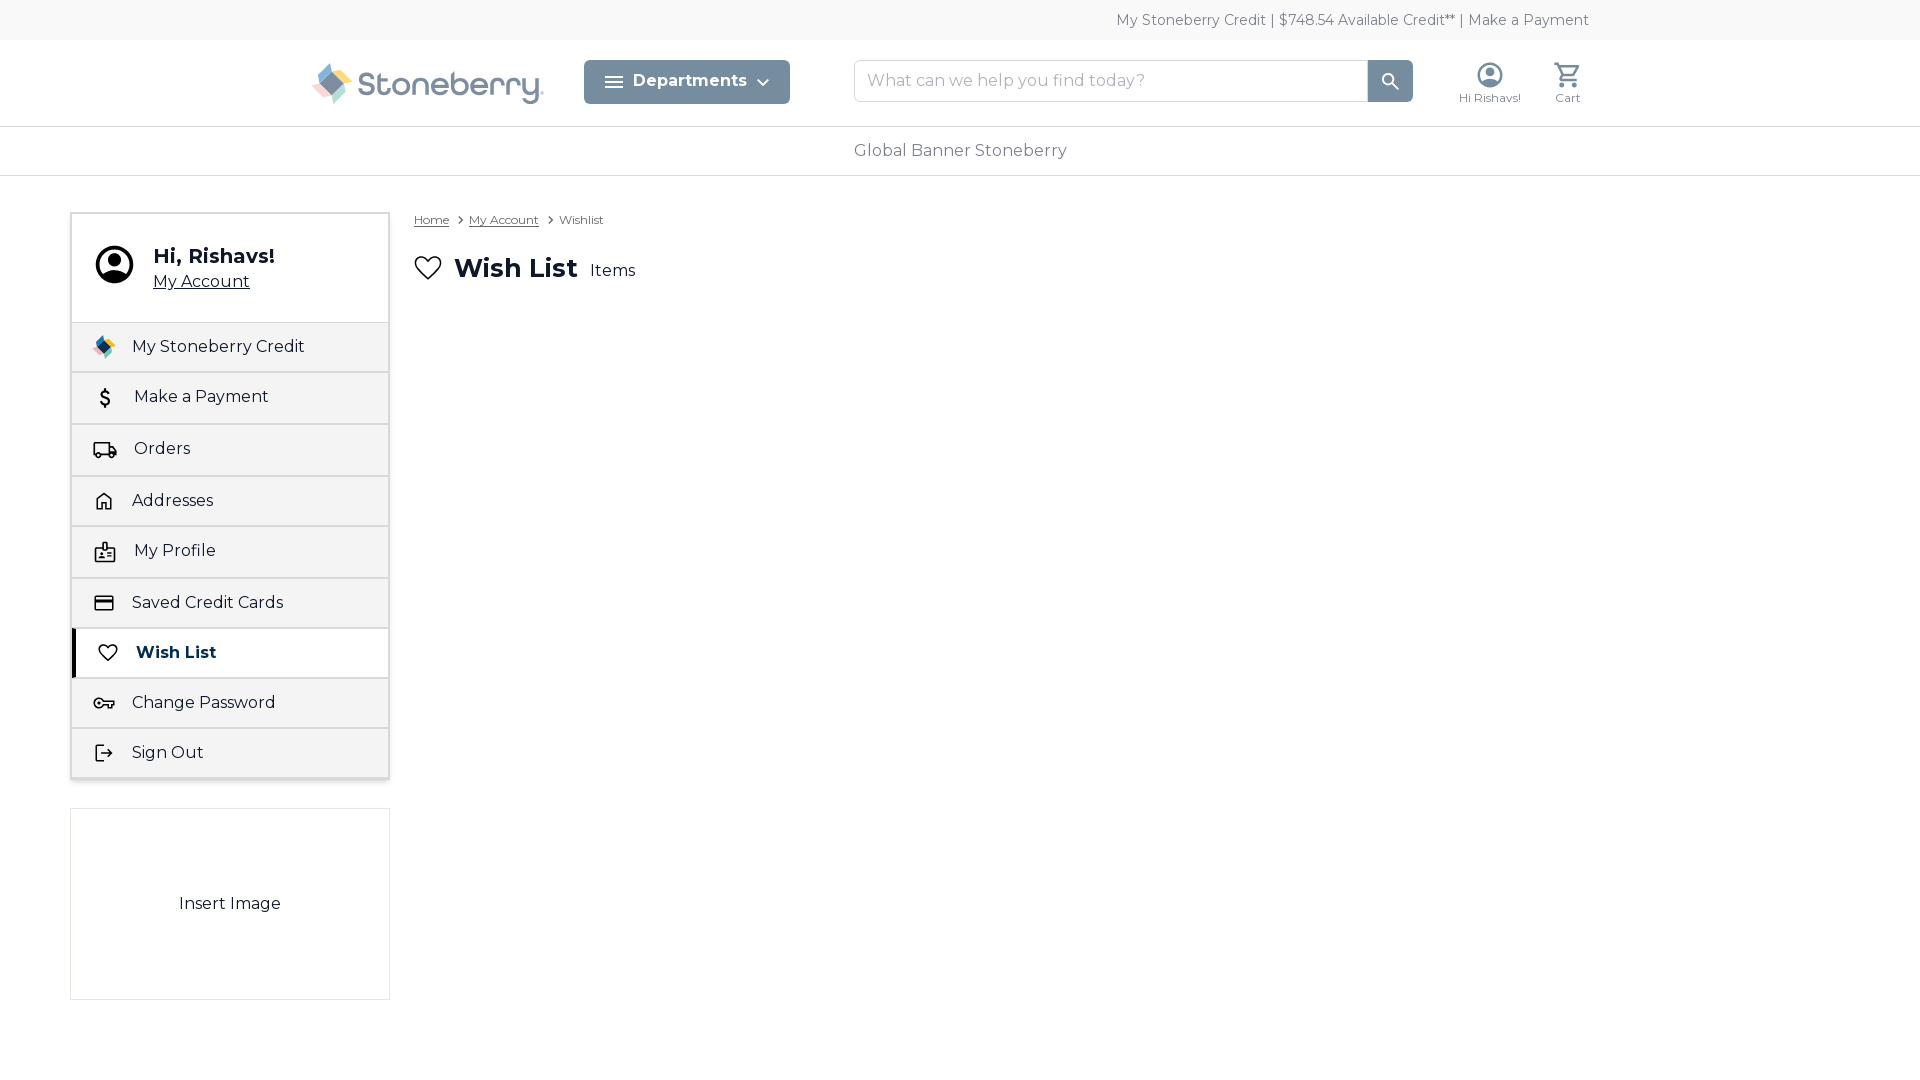 My Stoneberry Credit | $748.54 Available Credit** | Make a Payment
Stoneberry
Departments
What can we help you find today?
Hi Rishavs!
Cart
Global Banner Stoneberry
Home > My Account > Wishlist
Wish List Items
Hi, Rishavs!
My Account
My Stoneberry Credit
Make a Payment
Orders
Addresses
My Profile
Saved Credit Cards
Wish List
Change Password
Sign Out
Insert Image